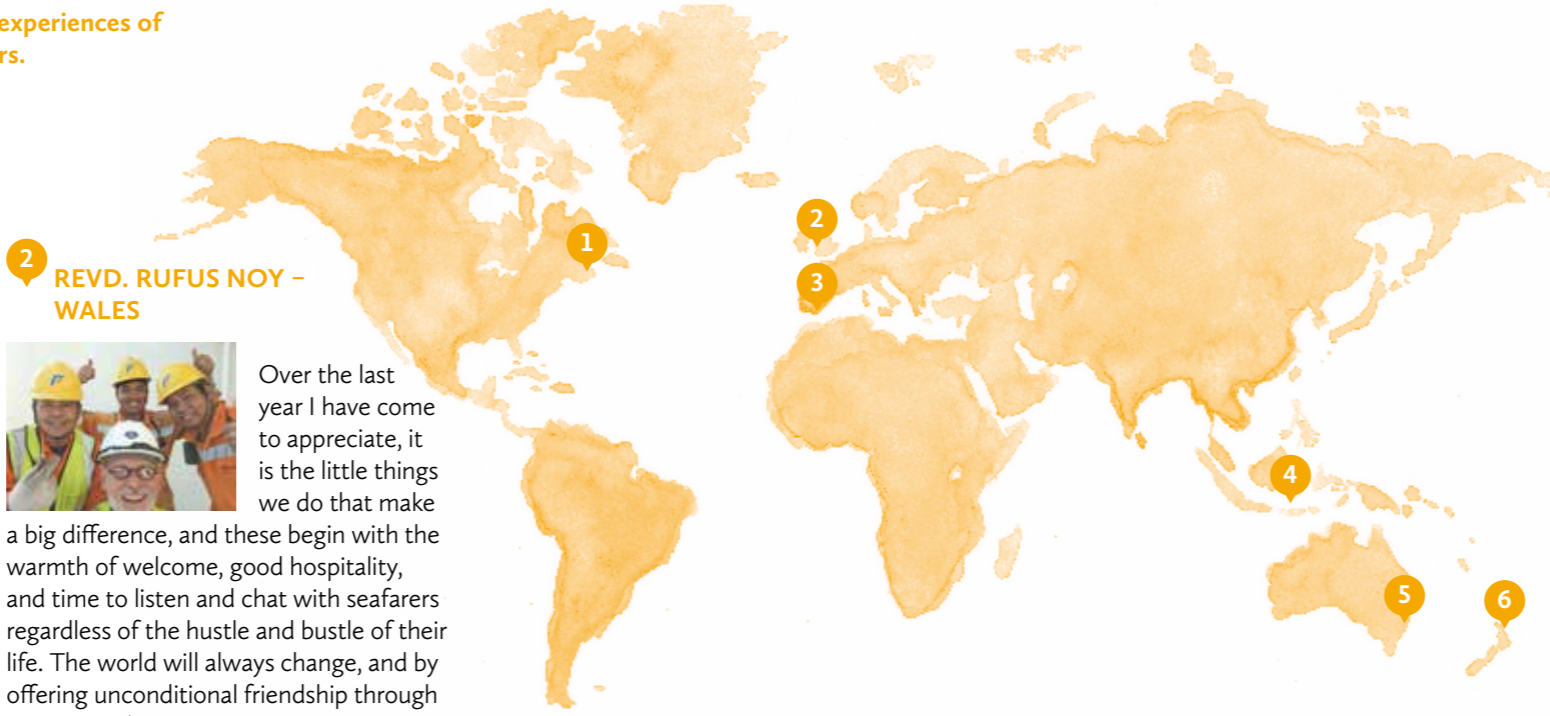 experiences of
rs.
2
REVD. RUFUS NOY –
WALES
Over the last
year I have come
to appreciate, it
is the little things
we do that make
a big difference, and these begin with the
warmth of welcome, good hospitality,
and time to listen and chat with seafarers
regardless of the hustle and bustle of their
life. The world will always change, and by
offering unconditional friendship through
1
2
3
4
5
6